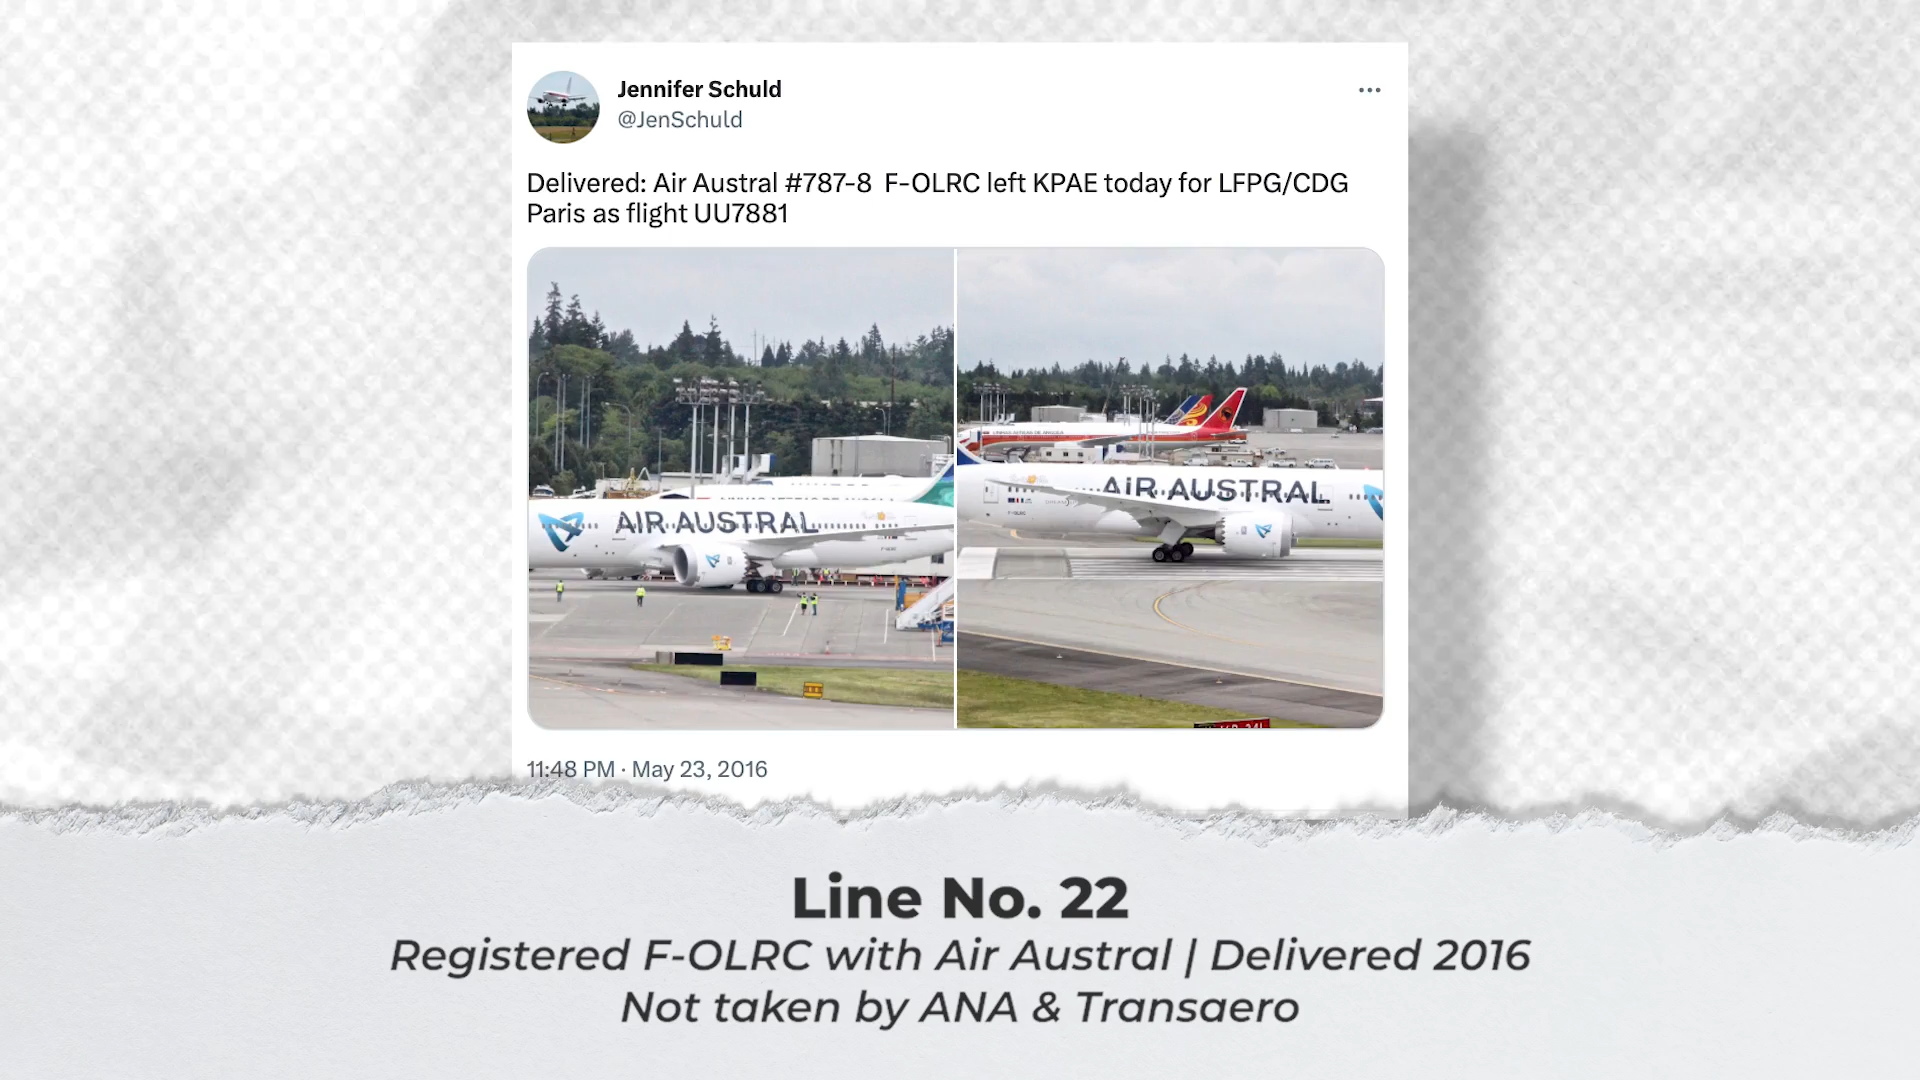 Jennifer Schuld
@JenSchuld
Delivered: Air Austral #787-8 F-OLRC left KPAE today for LFPG/CDG
Paris as flight UU7881
AIR AUSTRAL
AIR AUSTRAL
11:48 PM · May 23, 2016
Line No. 22
Registered F-OLRC with Air Austral | Delivered 2016
Not taken by ANA & Transaero